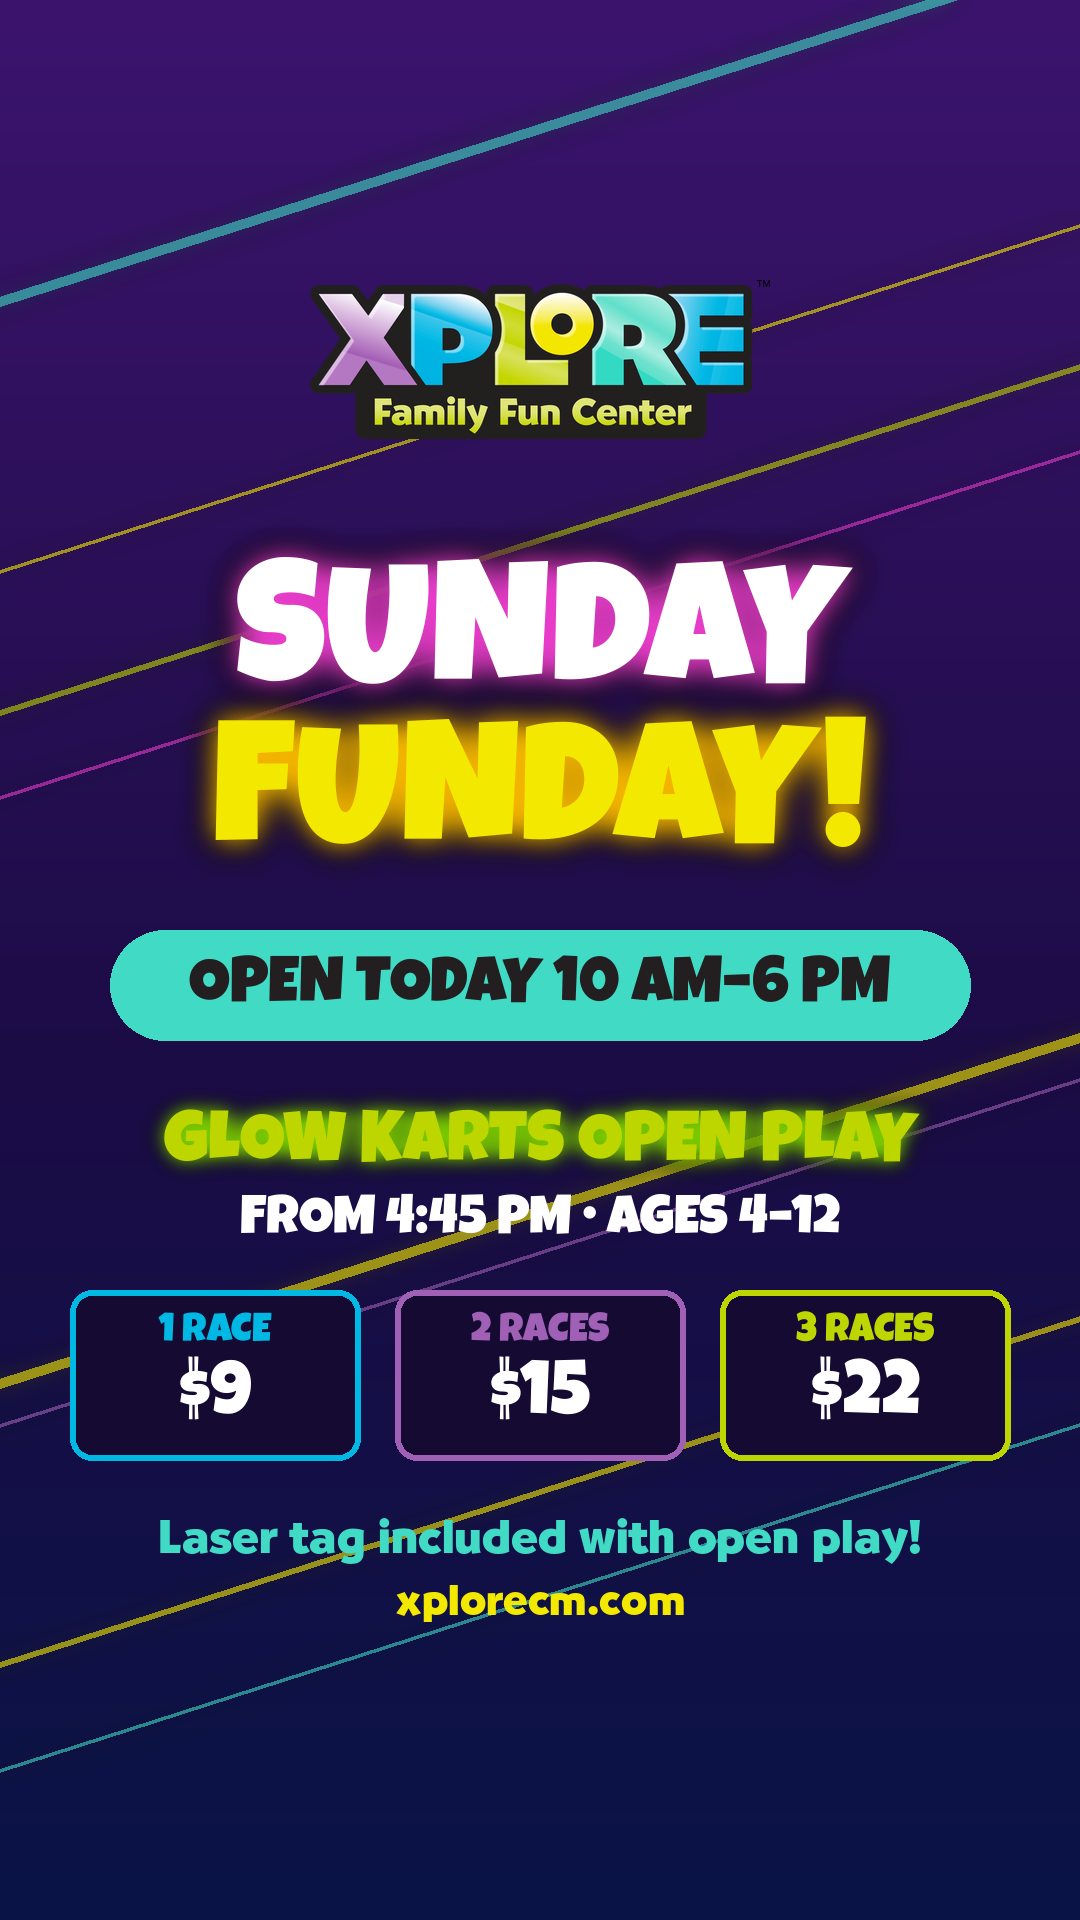 XPLORE™
Family Fun Center
SUNDAY
FUNDAY!
OPEN TODAY 10 AM–6 PM
GLOW KARTS OPEN PLAY
FROM 4:45 PM • AGES 4–12
1 RACE
$9
2 RACES
$15
3 RACES
$22
Laser tag included with open play!
xplorecm.com